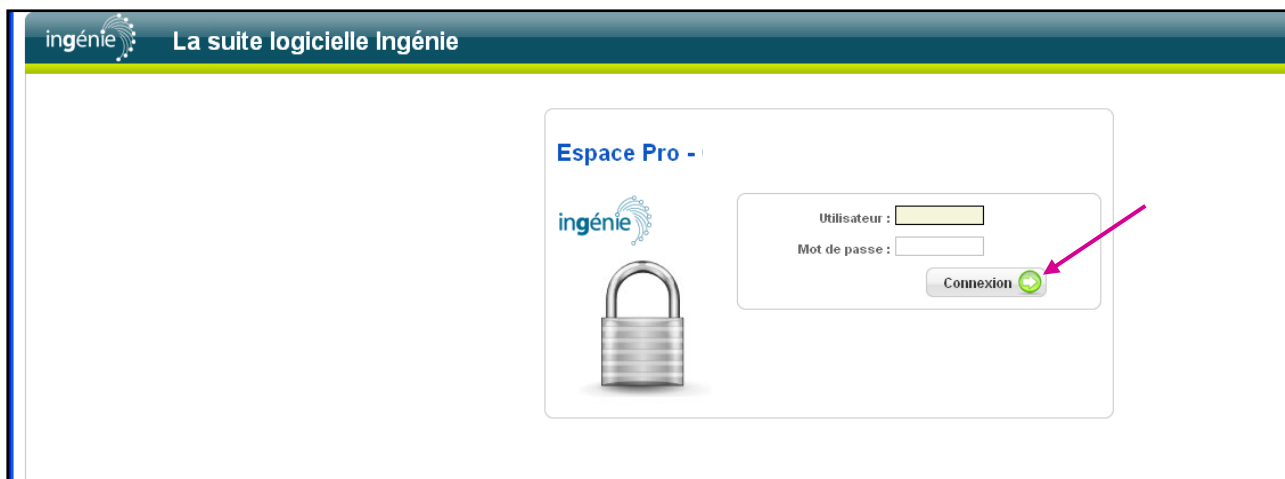 ingénie
La suite logicielle Ingénie
Espace Pro -
ingénie
Utilisateur :
Mot de passe :
Connexion